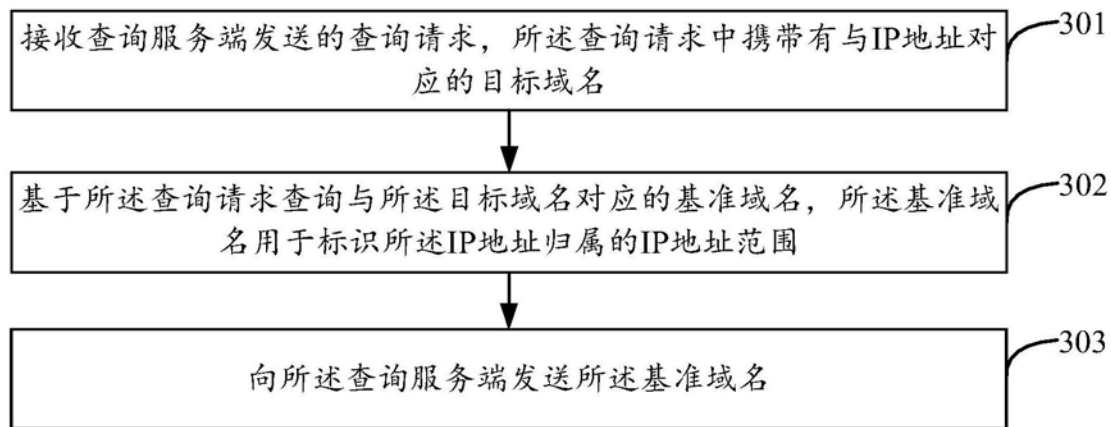 接收查询服务端发送的查询请求，所述查询请求中携带有与IP地址对
应的目标域名
301
基于所述查询请求查询与所述目标域名对应的基准域名，所述基准域
名用于标识所述IP地址归属的IP地址范围
302
向所述查询服务端发送所述基准域名
303